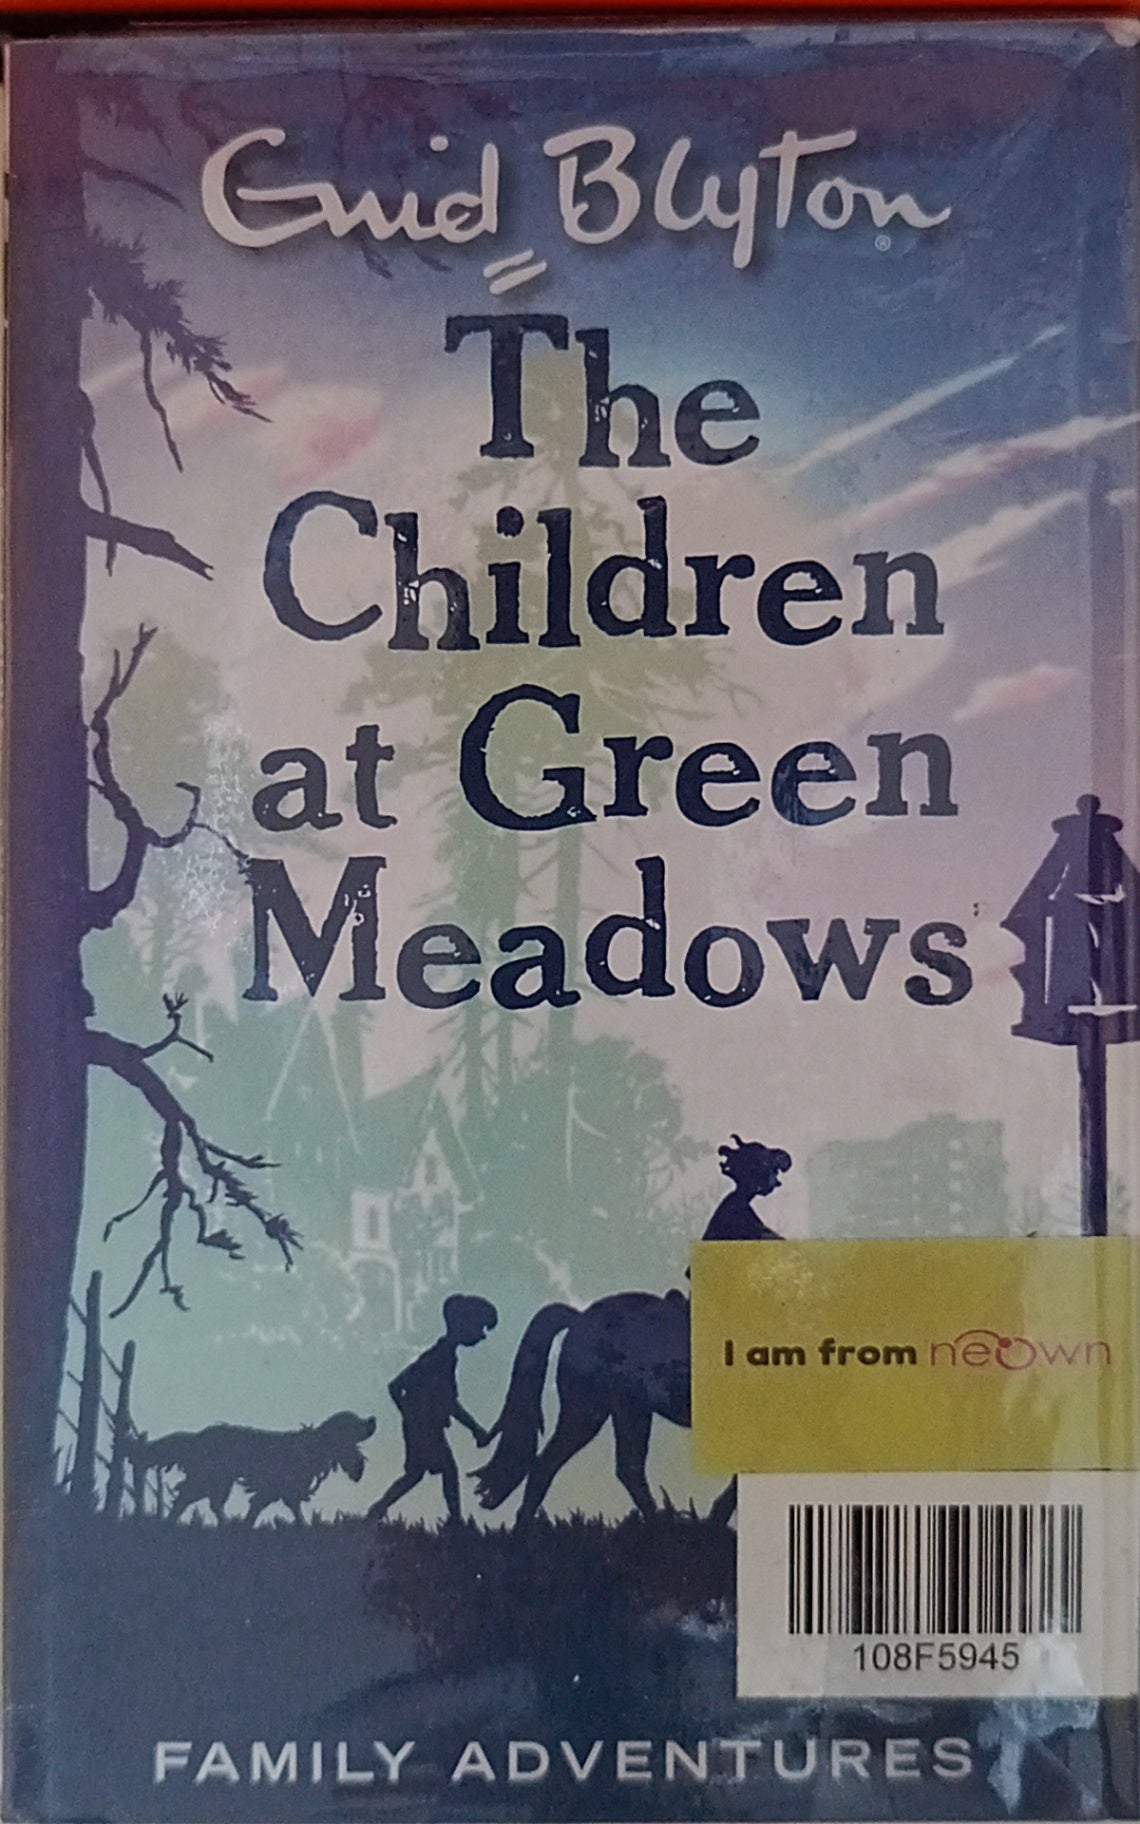 Enid Blyton®
The
Children
at Green
Meadows
I am from neOwn
108F5945
FAMILY ADVENTURES